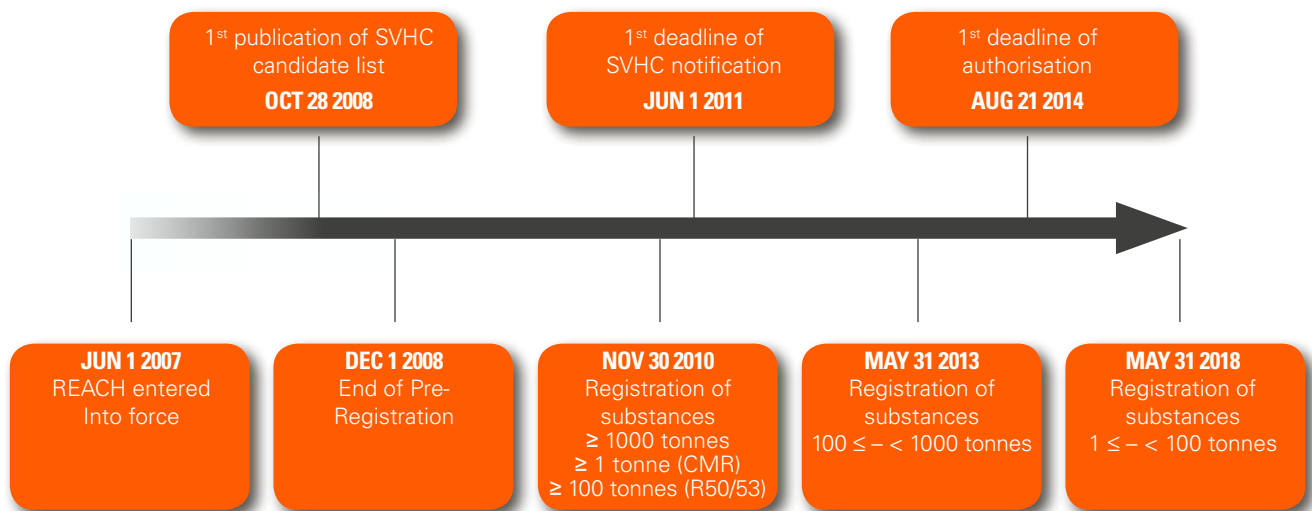 1st publication of SVHC
candidate list
OCT 28 2008
1st deadline of
SVHC notification
JUN 1 2011
1st deadline of
authorisation
AUG 21 2014
JUN 1 2007
REACH entered
Into force
DEC 1 2008
End of Pre-
Registration
NOV 30 2010
Registration of
substances
≥ 1000 tonnes
≥ 1 tonne (CMR)
≥ 100 tonnes (R50/53)
MAY 31 2013
Registration of
substances
100 ≤ – < 1000 tonnes
MAY 31 2018
Registration of
substances
1 ≤ – < 100 tonnes